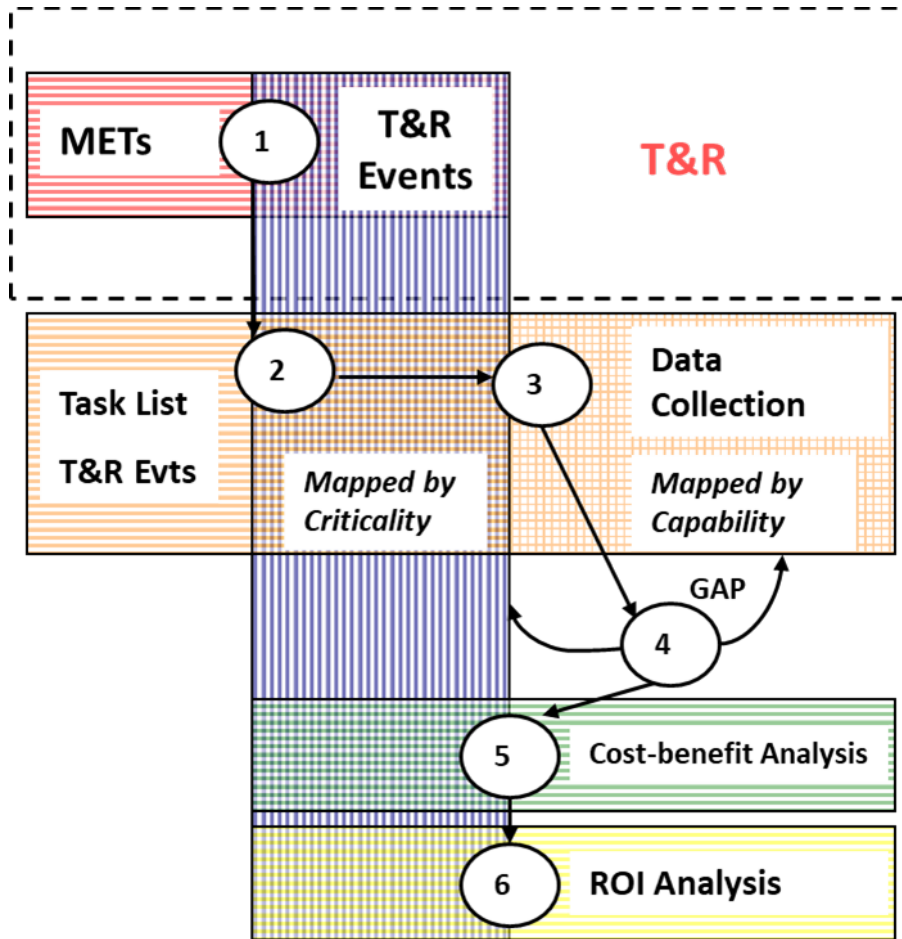 METs
1
T&R
Events
T&R
2
3
Data
Collection
Task List
T&R Evts
Mapped by
Criticality
Mapped by
Capability
GAP
4
5
Cost-benefit Analysis
6
ROI Analysis